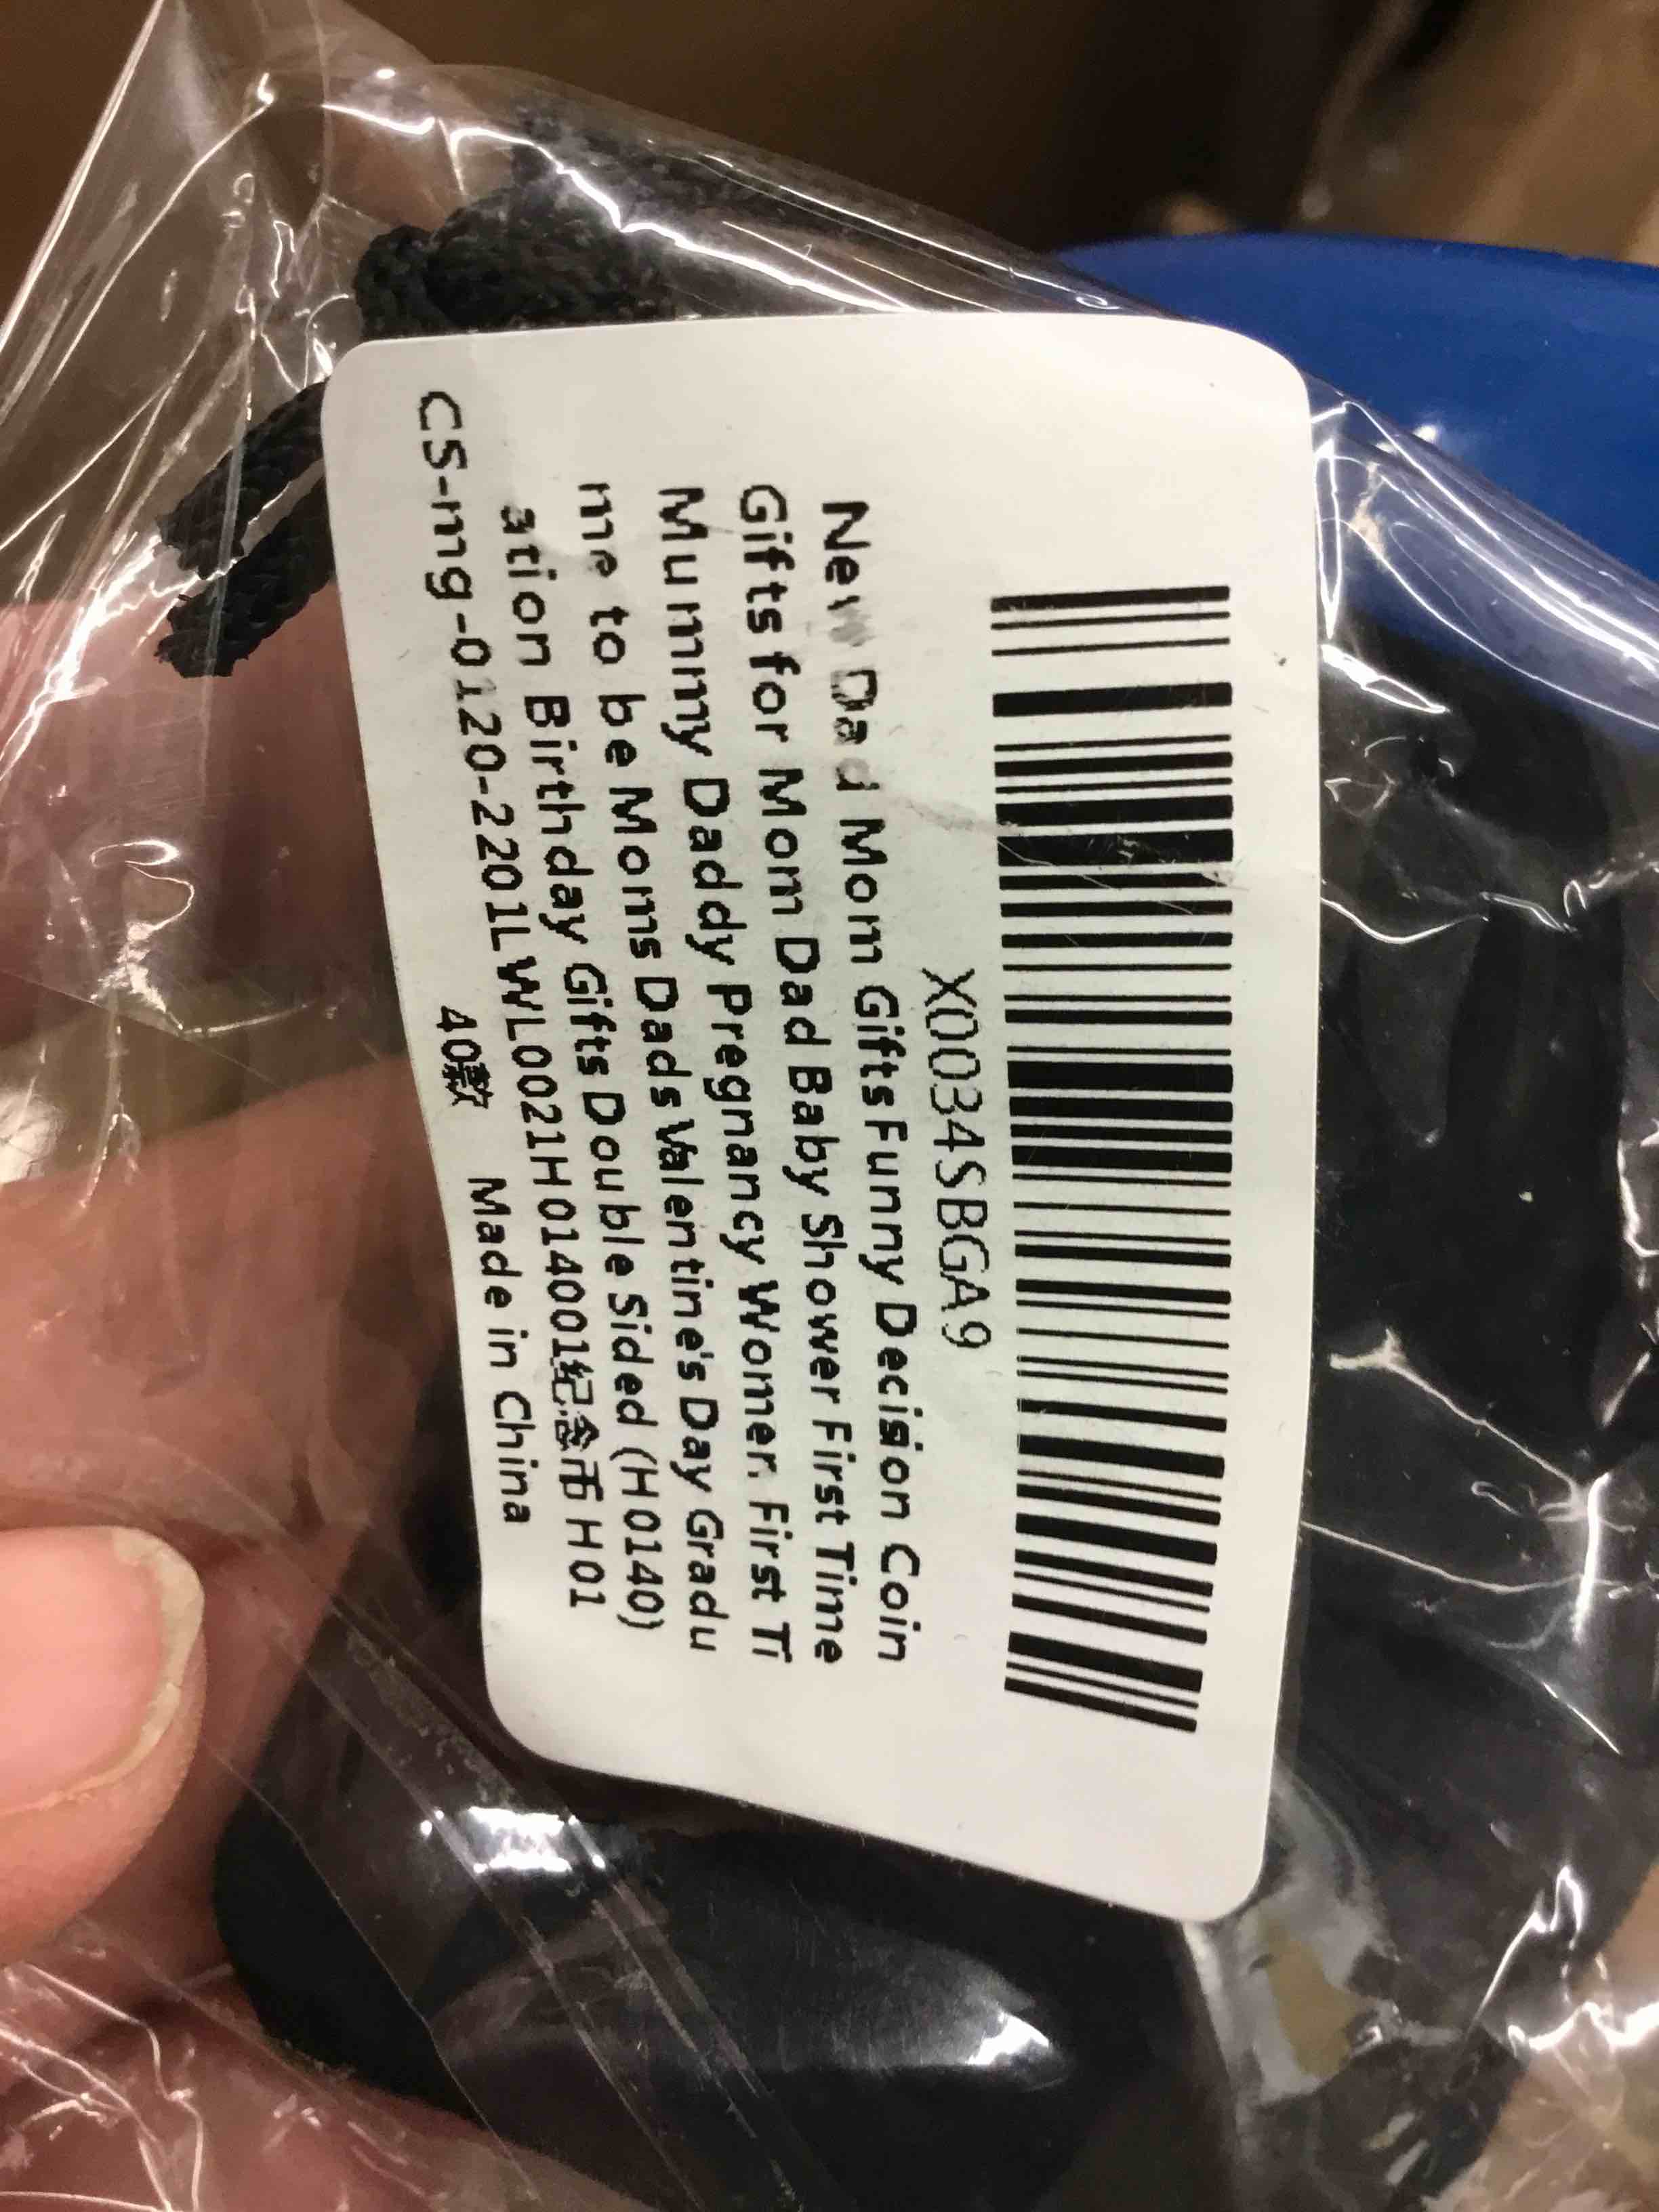 X0034SBGA9
New Dad Mom Gifts Funny Decision Coin
Gifts for Mom Dad Baby Shower First Time
Mummy Daddy Pregnancy Women First Ti
me to be Moms Dads Valentine's Day Gradu
ation Birthday Gifts Double Sided (H0140)
CS-mg-0120-2201LWL0021H014001纪念币H01
40款 Made in China